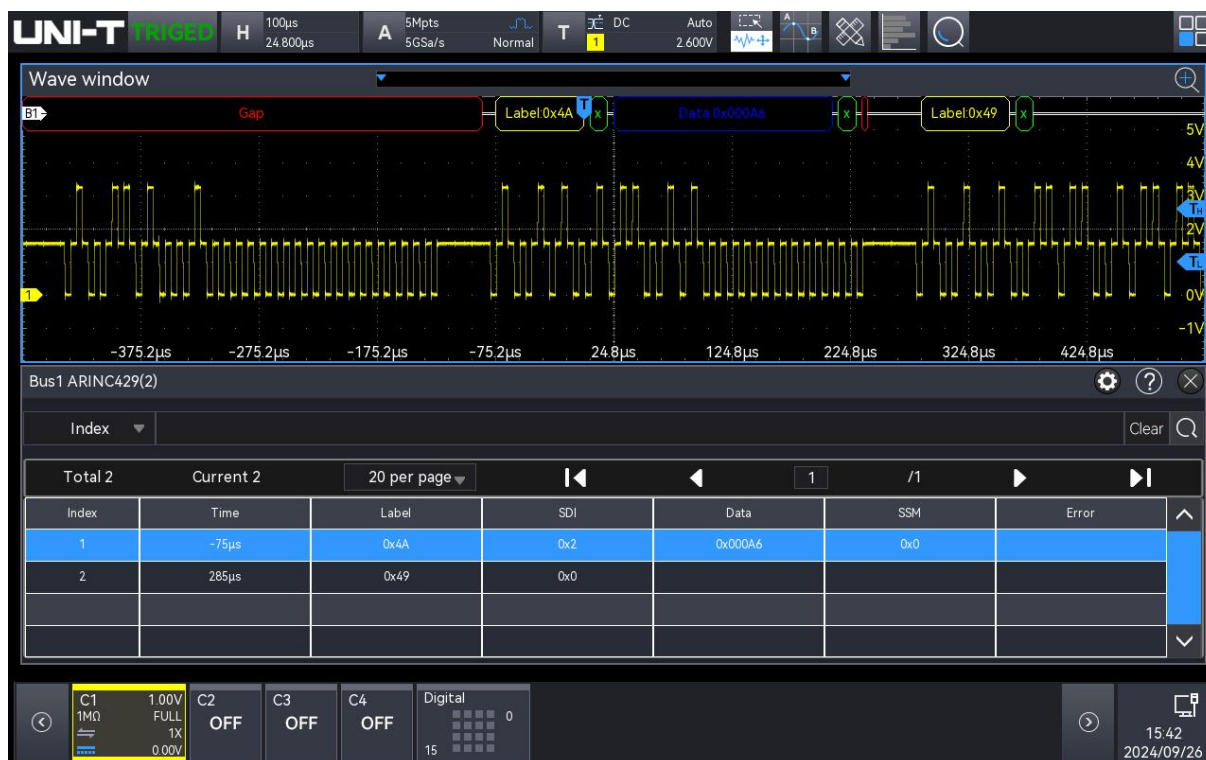 UNI-T TRIGED H 100µs 24.800µs A 5Mpts 5GSa/s Normal T DC 1 Auto 2.600V A B
Wave window
B1 Gap Label:0x4A T x Data:0x000A6 x Label:0x49 x
5V
4V
3V
TH
2V
TL
1 0V
-1V
-375.2µs -275.2µs -175.2µs -75.2µs 24.8µs 124.8µs 224.8µs 324.8µs 424.8µs
Bus1 ARINC429(2) ?
Index Clear
Total 2 Current 2 20 per page 1 /1
Index Time Label SDI Data SSM Error
1 -75µs 0x4A 0x2 0x000A6 0x0
2 285µs 0x49 0x0
C1 1.00V C2 C3 C4 Digital
1MΩ FULL OFF OFF OFF 0
1X
0.00V 15
15:42
2024/09/26